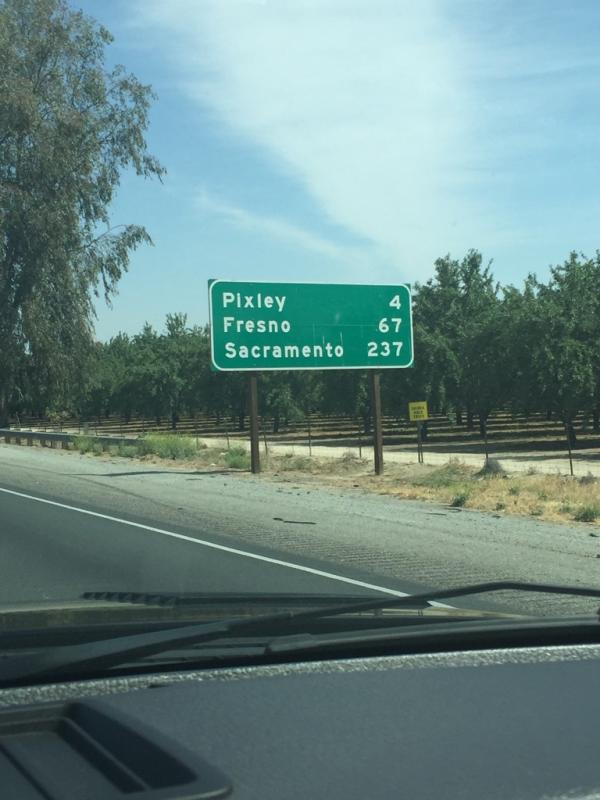 Pixley 4
Fresno 67
Sacramento 237